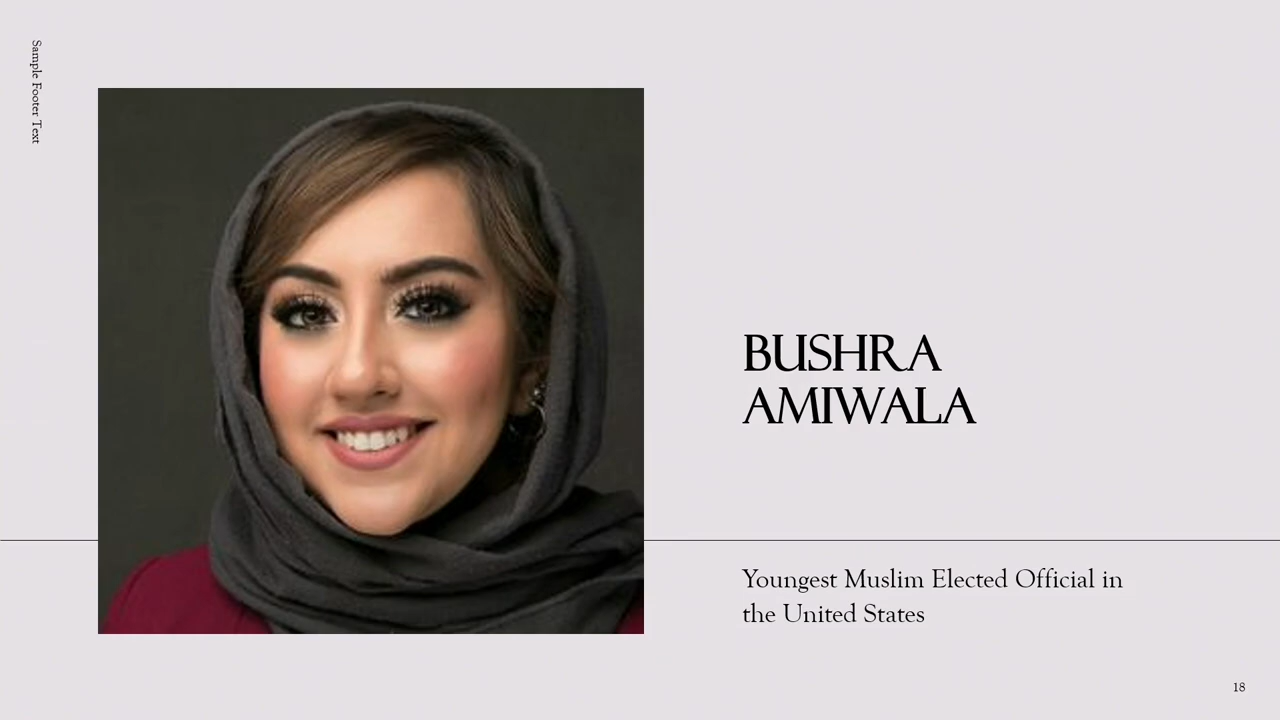 Sample Footer Text
BUSHRA
AMIWALA
Youngest Muslim Elected Official in
the United States
18